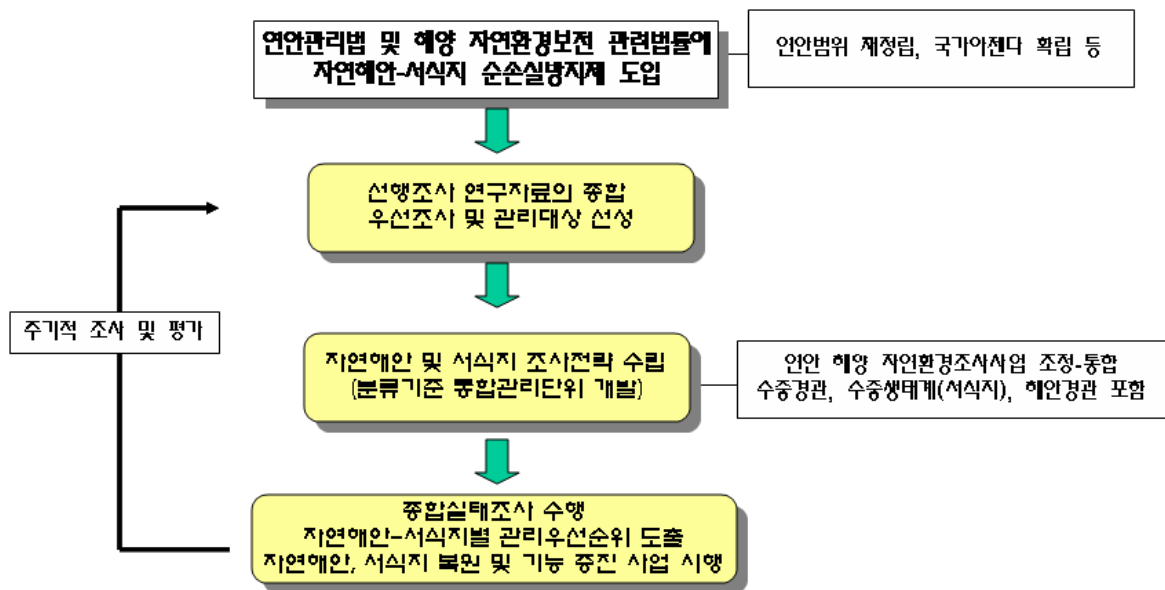 연안관리법 및 해양 자연환경보전 관련법률에
자연해안-서식지 순손실방지제 도입
연안범위 재정립, 국가아젠다 확립 등
선행조사 연구자료의 종합
우선조사 및 관리대상 선성
주기적 조사 및 평가
자연해안 및 서식지 조사전략 수립
(분류기준 통합관리단위 개발)
연안 해양 자연환경조사사업 조정-통합
수중경관, 수중생태계(서식지), 해안경관 포함
종합실태조사 수행
자연해안-서식지별 관리우선순위 도출
자연해안, 서식지 복원 및 기능 증진 사업 시행